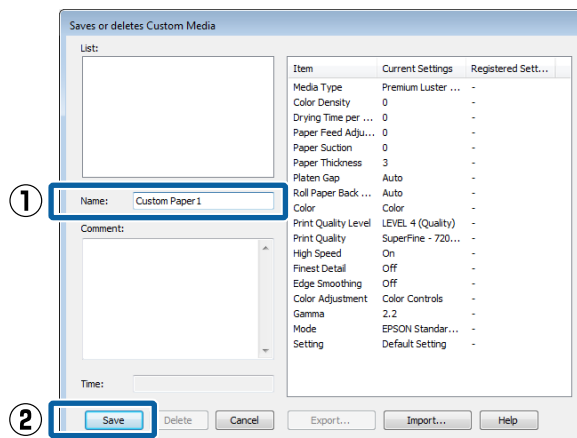 Saves or deletes Custom Media
List:
Item Current Settings Registered Sett...
Media Type Premium Luster ... -
Color Density 0 -
Drying Time per ... 0 -
Paper Feed Adju... 0 -
Paper Suction 0 -
Paper Thickness 3 -
Platen Gap Auto -
Roll Paper Back ... Auto -
Color Color -
Print Quality Level LEVEL 4 (Quality) -
Print Quality SuperFine - 720... -
High Speed On -
Finest Detail Off -
Edge Smoothing Off -
Color Adjustment Color Controls -
Gamma 2.2 -
Mode EPSON Standar... -
Setting Default Setting -
① Name: Custom Paper1
Comment:
Time:
② Save Delete Cancel Export... Import... Help